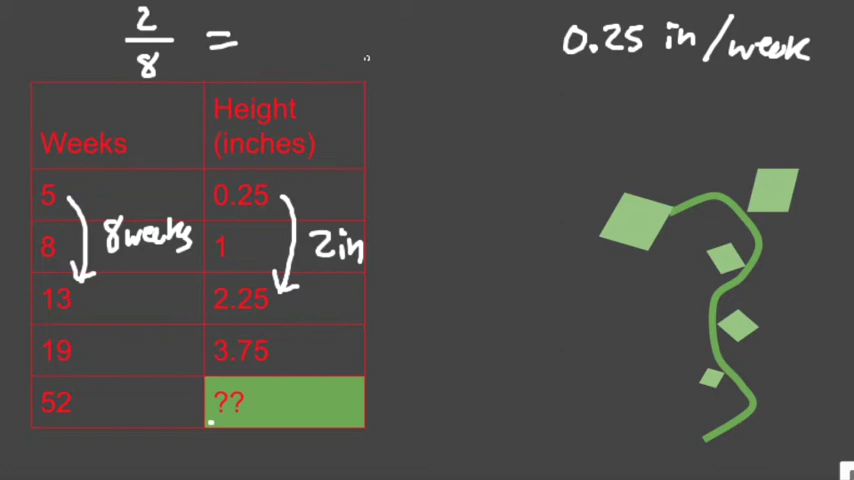 2
8
=
0.25 in/week
Weeks Height (inches)
5 0.25
8weeks
8 1
2in
13 2.25
19 3.75
52 ??